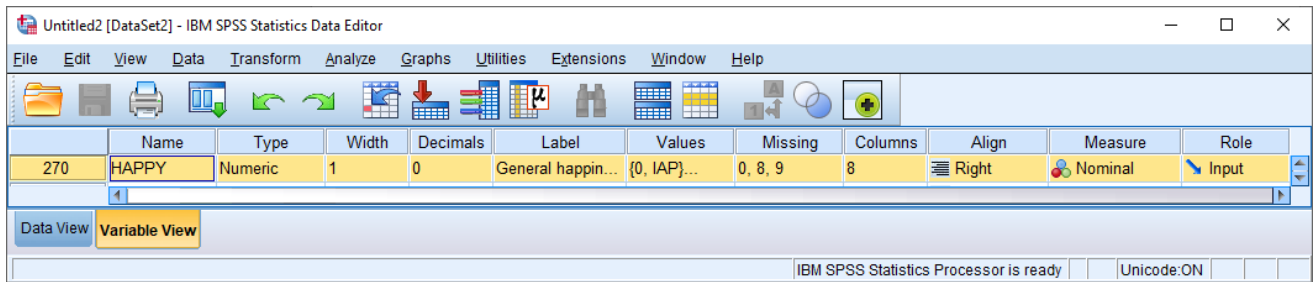 Untitled2 [DataSet2] - IBM SPSS Statistics Data Editor
File Edit View Data Transform Analyze Graphs Utilities Extensions Window Help
Name Type Width Decimals Label Values Missing Columns Align Measure Role
270 HAPPY Numeric 1 0 General happin... {0, IAP}... 0, 8, 9 8 Right Nominal Input
Data View Variable View
IBM SPSS Statistics Processor is ready Unicode:ON